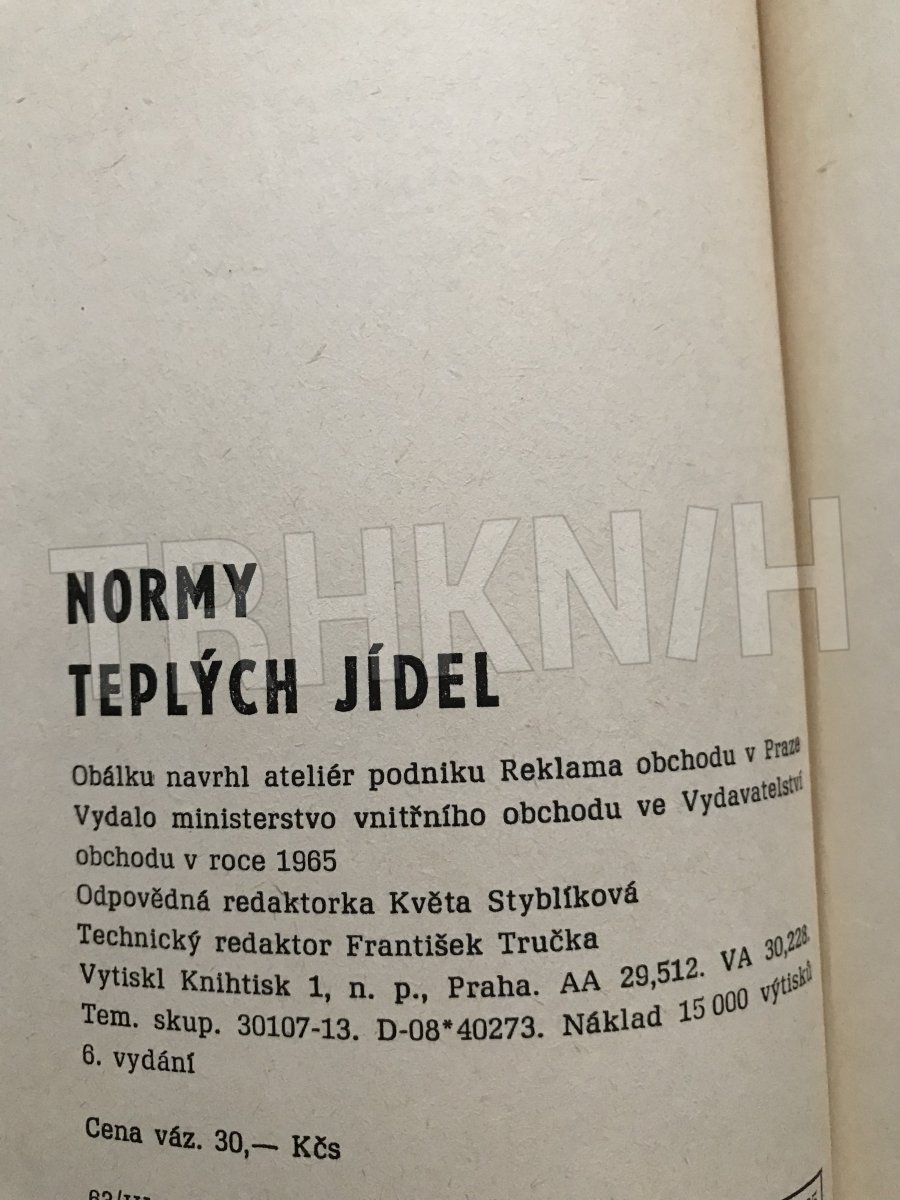 TRHKN/H
NORMY
TEPLÝCH JÍDEL
Obálku navrhl ateliér podniku Reklama obchodu v Praze
Vydalo ministerstvo vnitřního obchodu ve Vydavatelství
obchodu v roce 1965
Odpovědná redaktorka Květa Styblíková
Technický redaktor František Tručka
Vytiskl Knihtisk 1, n. p., Praha. AA 29,512. VA 30,228.
Tem. skup. 30107-13. D-08*40273. Náklad 15 000 výtisků
6. vydání
Cena váz. 30,— Kčs